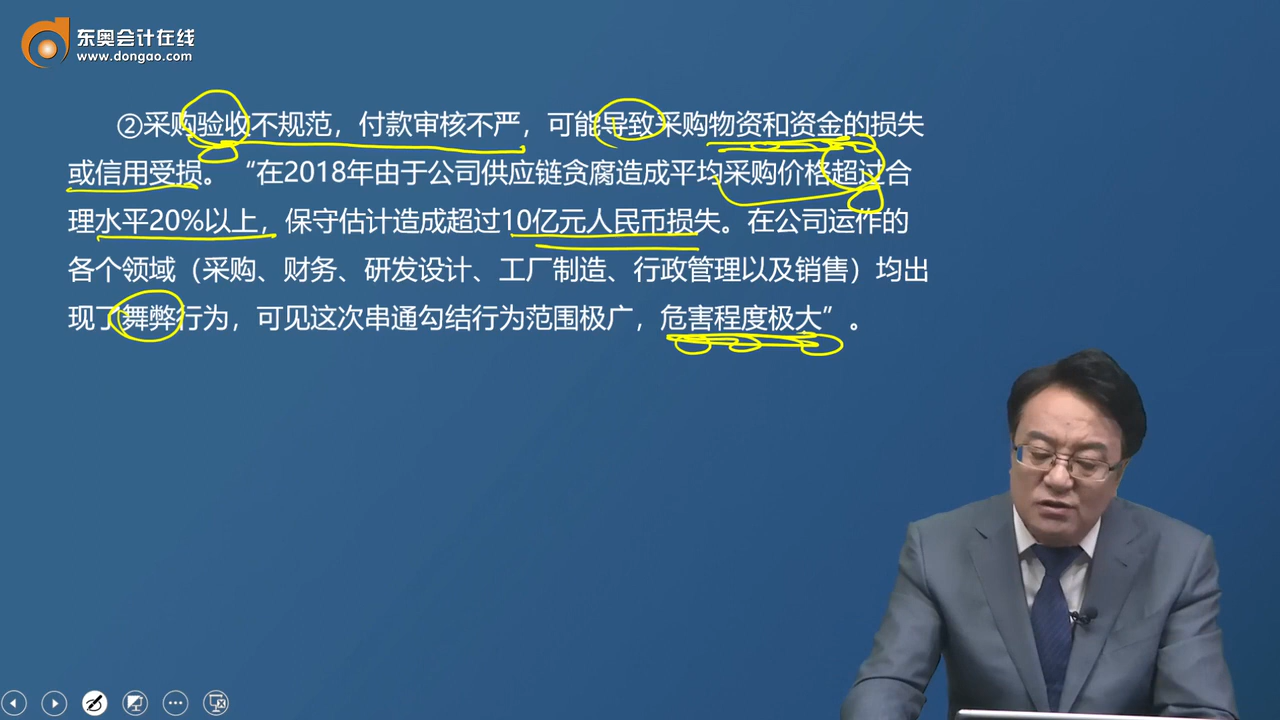 东奥会计在线
www.dongao.com
②采购验收不规范，付款审核不严，可能导致采购物资和资金的损失
或信用受损。“在2018年由于公司供应链贪腐造成平均采购价格超过合
理水平20%以上，保守估计造成超过10亿元人民币损失。在公司运作的
各个领域（采购、财务、研发设计、工厂制造、行政管理以及销售）均出
现了舞弊行为，可见这次串通勾结行为范围极广，危害程度极大”。